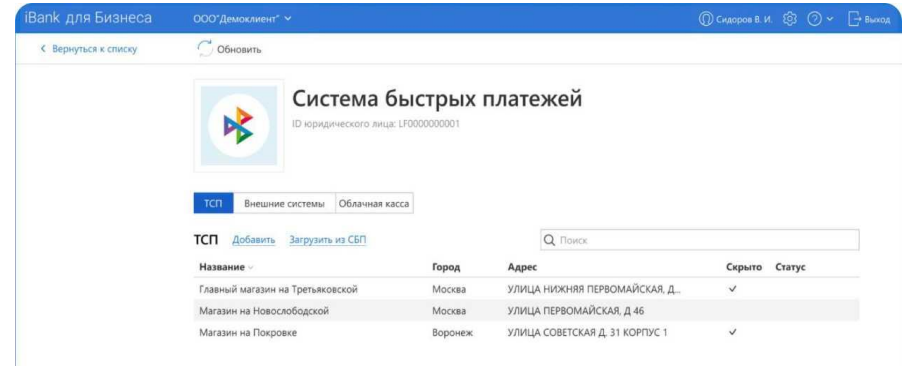 iBank для Бизнеса ООО"Демоклиент" Сидоров В. И. Выход
Вернуться к списку Обновить
Система быстрых платежей
ID юридического лица: LF0000000001
ТСП Внешние системы Облачная касса
ТСП Добавить Загрузить из СБП Поиск
Название Город Адрес Скрыто Статус
Главный магазин на Третьяковской Москва УЛИЦА НИЖНЯЯ ПЕРВОМАЙСКАЯ, Д...
Магазин на Новослободской Москва УЛИЦА ПЕРВОМАЙСКАЯ, Д 46
Магазин на Покровке Воронеж УЛИЦА СОВЕТСКАЯ Д. 31 КОРПУС 1